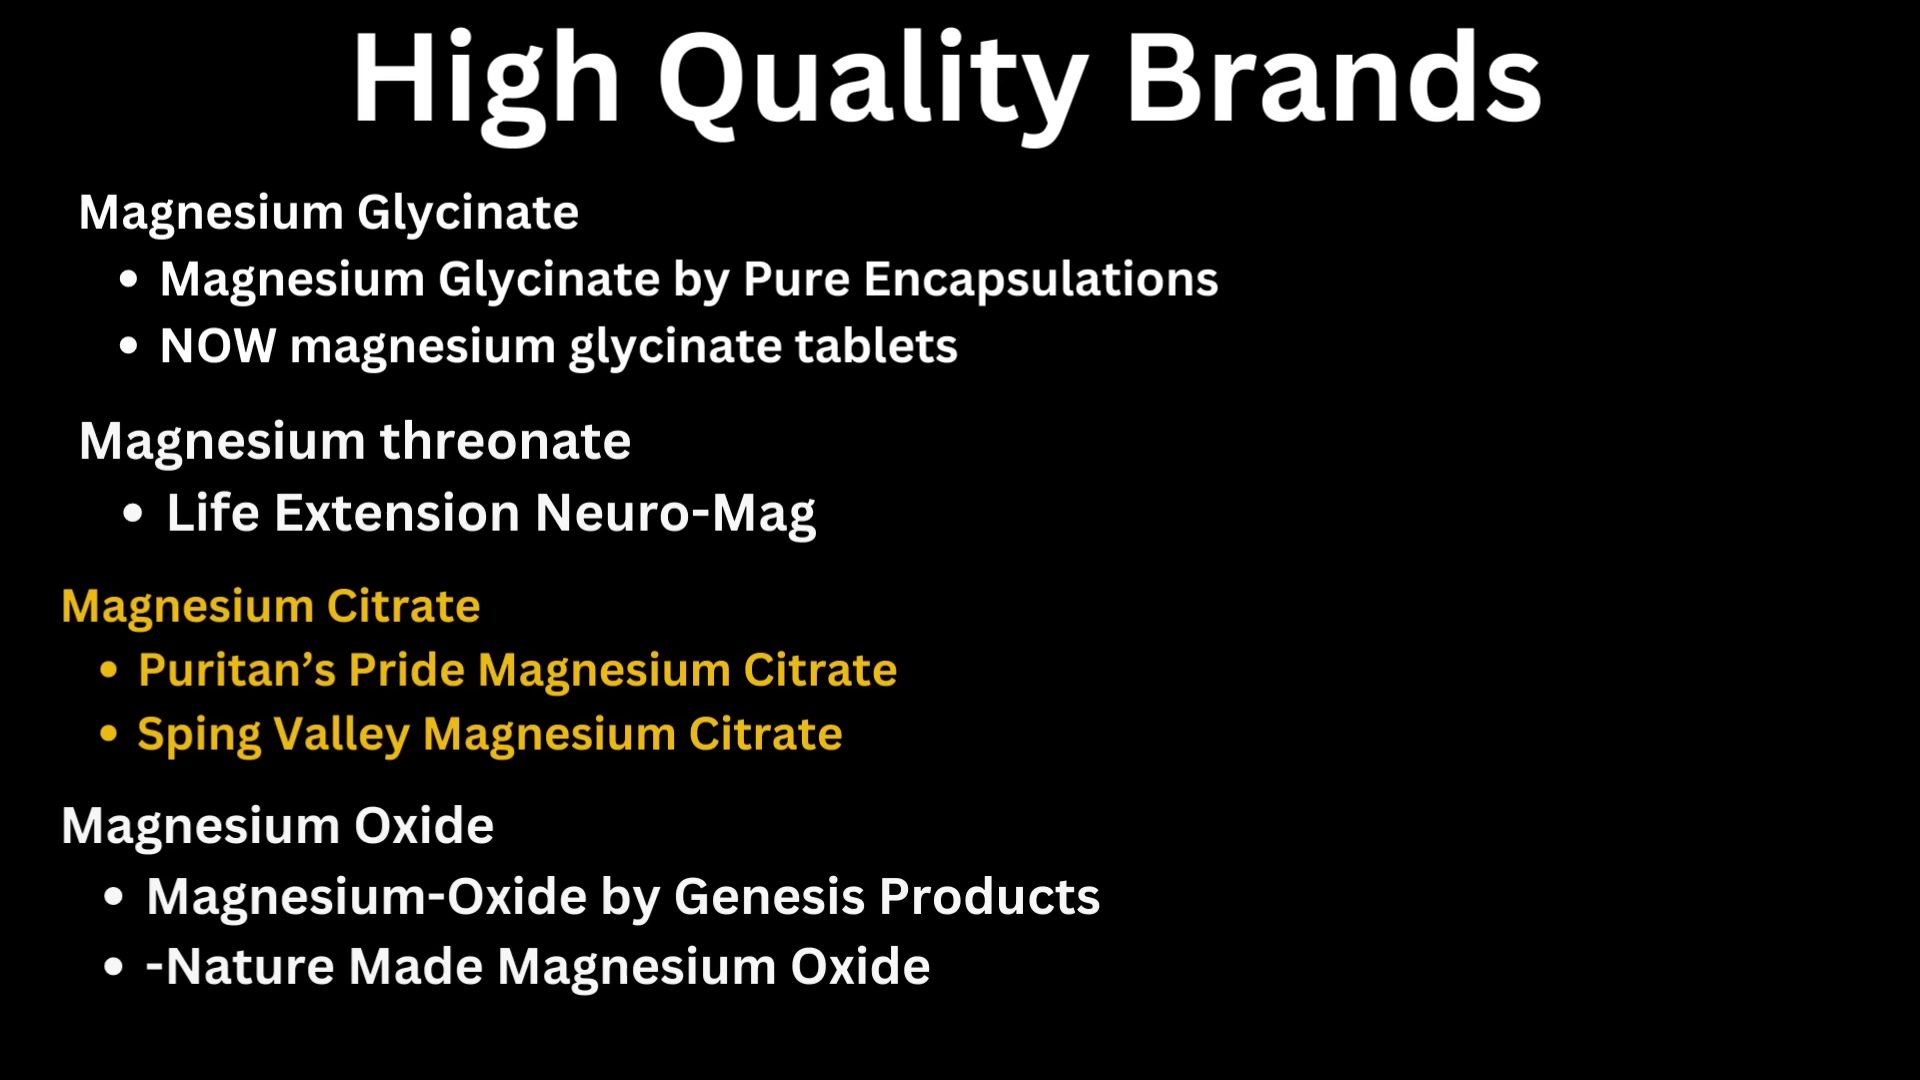 High Quality Brands
Magnesium Glycinate
• Magnesium Glycinate by Pure Encapsulations
• NOW magnesium glycinate tablets
Magnesium threonate
• Life Extension Neuro-Mag
Magnesium Citrate
• Puritan’s Pride Magnesium Citrate
• Sping Valley Magnesium Citrate
Magnesium Oxide
• Magnesium-Oxide by Genesis Products
• -Nature Made Magnesium Oxide